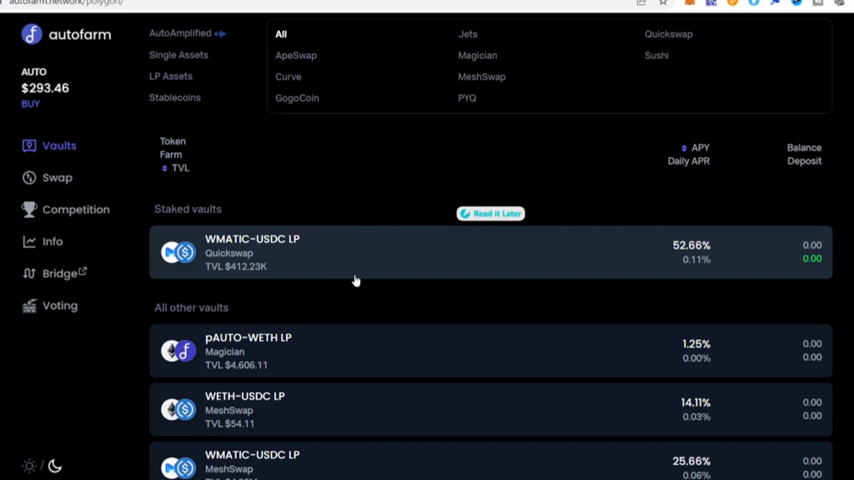 autofarm.network/polygon/
autofarm
AUTO
$293.46
BUY
Vaults
Swap
Competition
Info
Bridge
Voting
AutoAmplified
Single Assets
LP Assets
Stablecoins
All
ApeSwap
Curve
GogoCoin
Jets
Magician
MeshSwap
PYQ
Quickswap
Sushi
Token
Farm
TVL
APY
Daily APR
Balance
Deposit
Staked vaults
Read it Later
WMATIC-USDC LP
Quickswap
TVL $412.23K
52.66%
0.11%
0.00
0.00
All other vaults
pAUTO-WETH LP
Magician
TVL $4,606.11
1.25%
0.00%
0.00
0.00
WETH-USDC LP
MeshSwap
TVL $54.11
14.11%
0.03%
0.00
0.00
WMATIC-USDC LP
MeshSwap
25.66%
0.06%
0.00
0.00